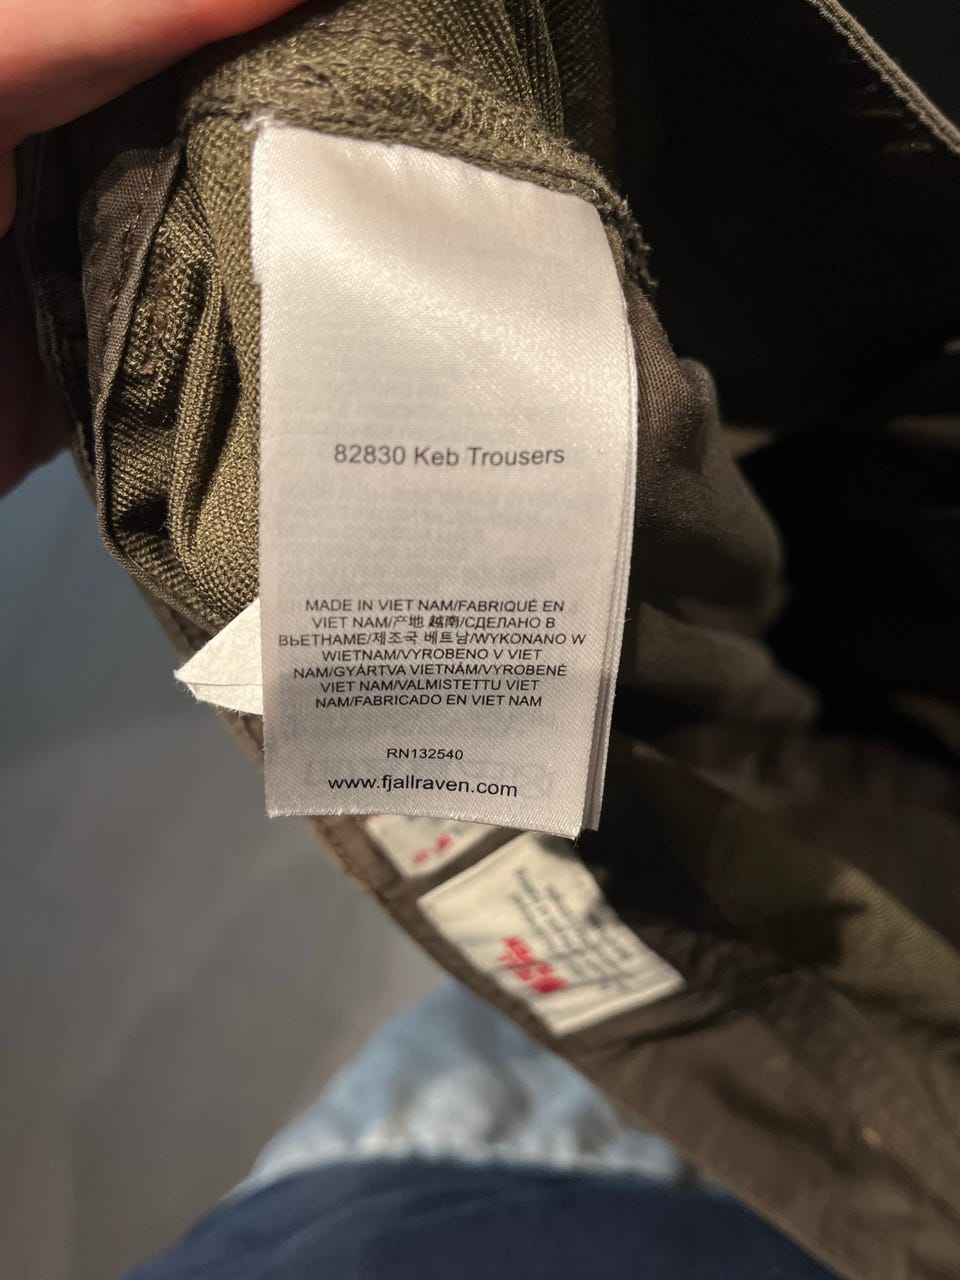 82830 Keb Trousers
MADE IN VIET NAM/FABRIQUÉ EN
VIET NAM/产地 越南/СДЕЛАНО В
ВЬЕТНАМЕ/제조국 베트남/WYKONANO W
WIETNAM/VYROBENO V VIET
NAM/GYÁRTVA VIETNÁM/VYROBENÉ
VIET NAM/VALMISTETTU VIET
NAM/FABRICADO EN VIET NAM
RN132540
www.fjallraven.com